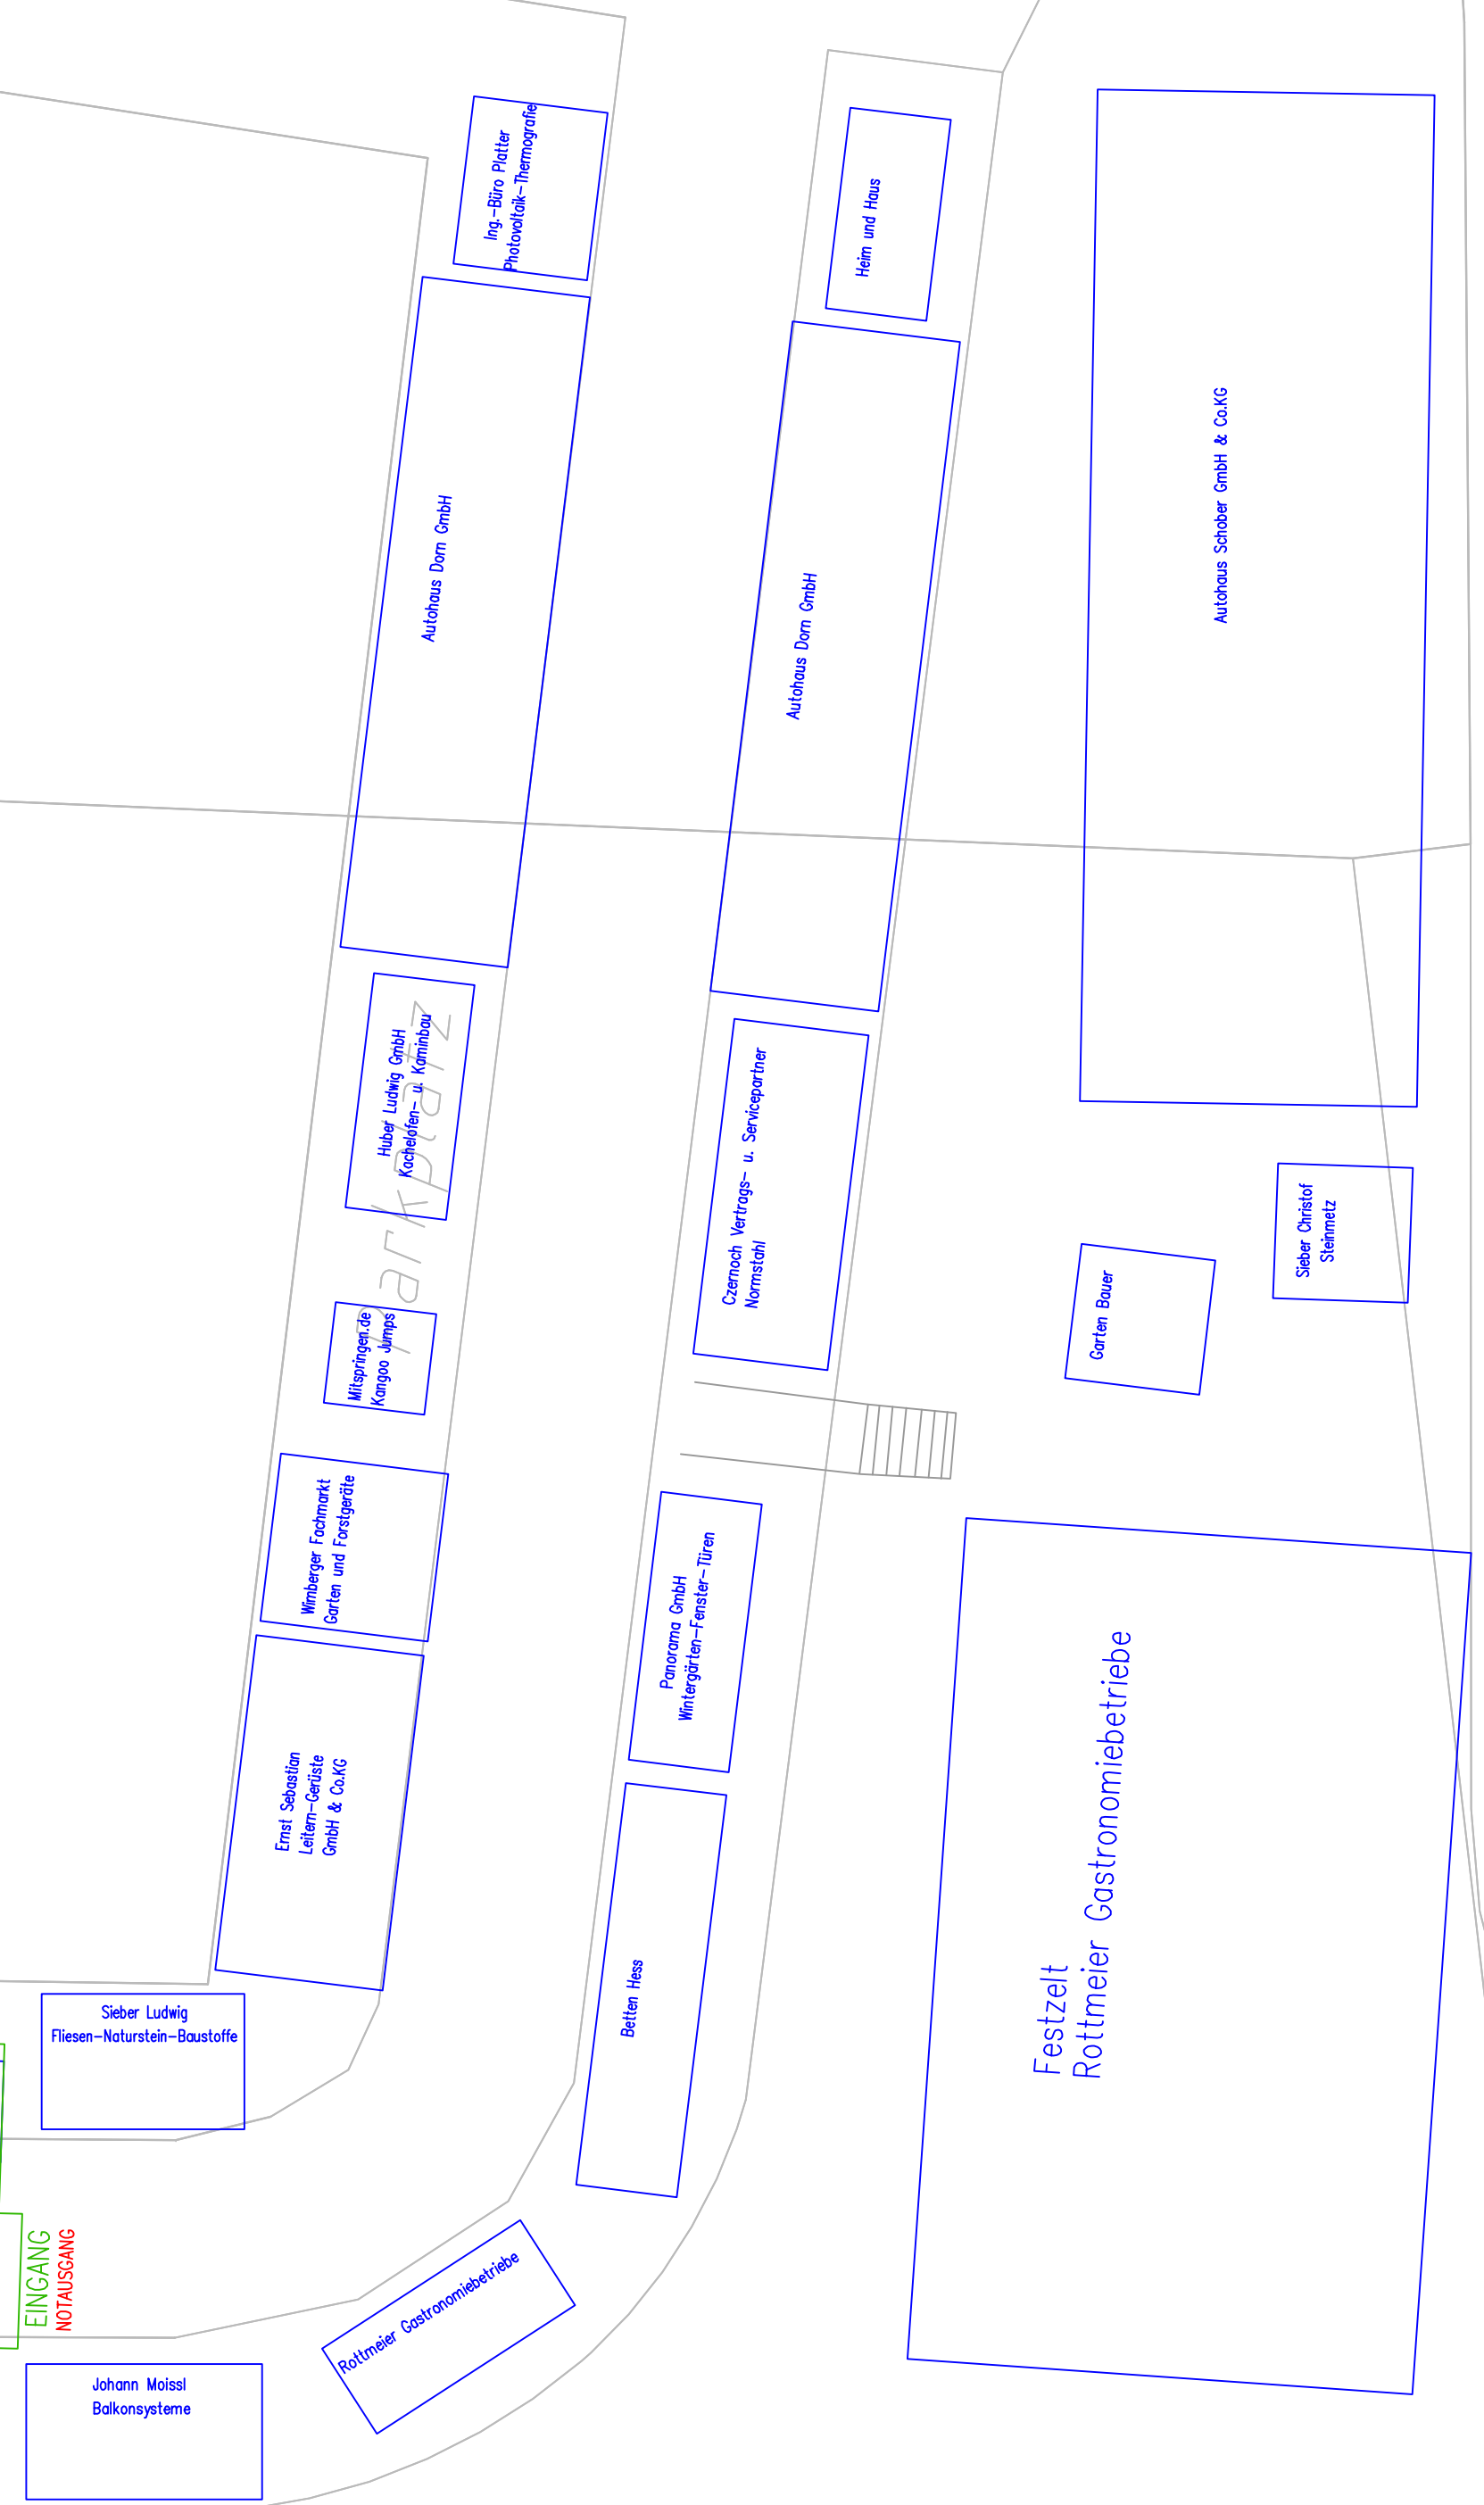 Ing.-Büro Platter
Photovoltaik-Thermografie
Heim und Haus
Autohaus Dorn GmbH
Autohaus Dorn GmbH
Autohaus Schober GmbH & Co.KG
Huber Ludwig GmbH
Kachelofen- u. Kaminbau
Parkplatz
Czernoch Vertrags- u. Servicepartner
Normstahl
Sieber Christof
Steinmetz
Garten Bauer
Mitspringen.de
Kangoo Jumps
Wimberger Fachmarkt
Garten und Forstgeräte
Panorama GmbH
Wintergärten-Fenster-Türen
Ernst Sebastian
Leitern-Gerüste
GmbH & Co.KG
Festzelt
Rottmeier Gastronomiebetriebe
Betten Hess
Sieber Ludwig
Fliesen-Naturstein-Baustoffe
EINGANG
NOTAUSGANG
Rottmeier Gastronomiebetriebe
Johann Moissl
Balkonsysteme